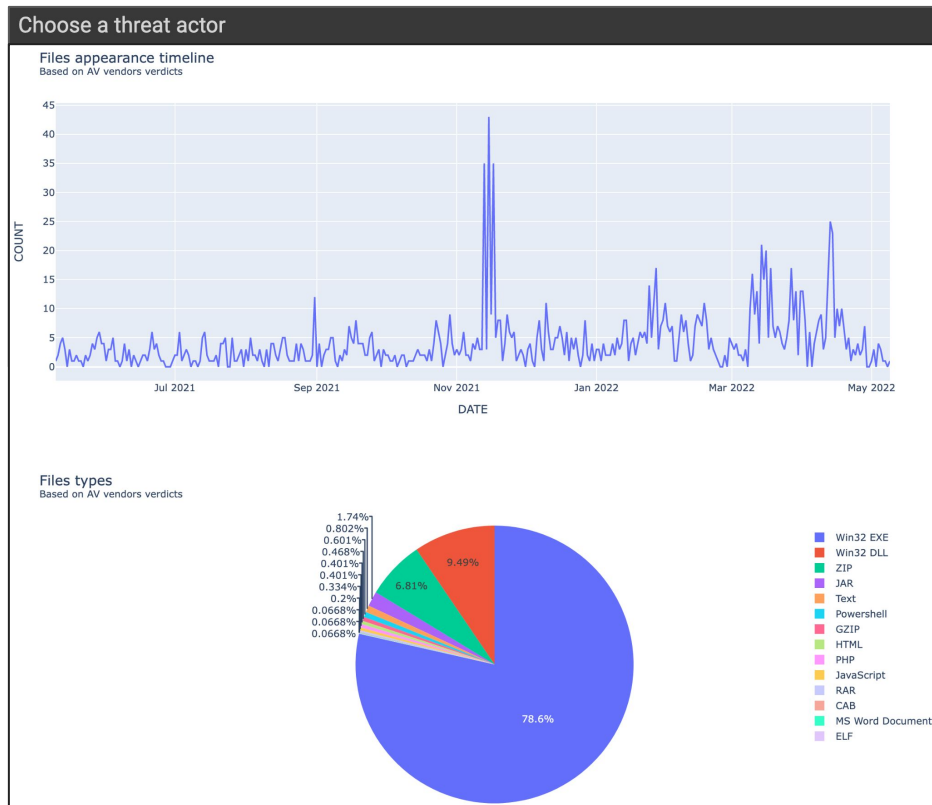 Choose a threat actor
Files appearance timeline
Based on AV vendors verdicts
45
40
35
30
25
20
15
10
5
0
COUNT
Jul 2021
Sep 2021
Nov 2021
Jan 2022
Mar 2022
May 2022
DATE
Files types
Based on AV vendors verdicts
1.74%
0.802%
0.601%
0.468%
0.401%
0.401%
0.334%
0.2%
0.0668%
0.0668%
0.0668%
9.49%
6.81%
78.6%
Win32 EXE
Win32 DLL
ZIP
JAR
Text
Powershell
GZIP
HTML
PHP
JavaScript
RAR
CAB
MS Word Document
ELF